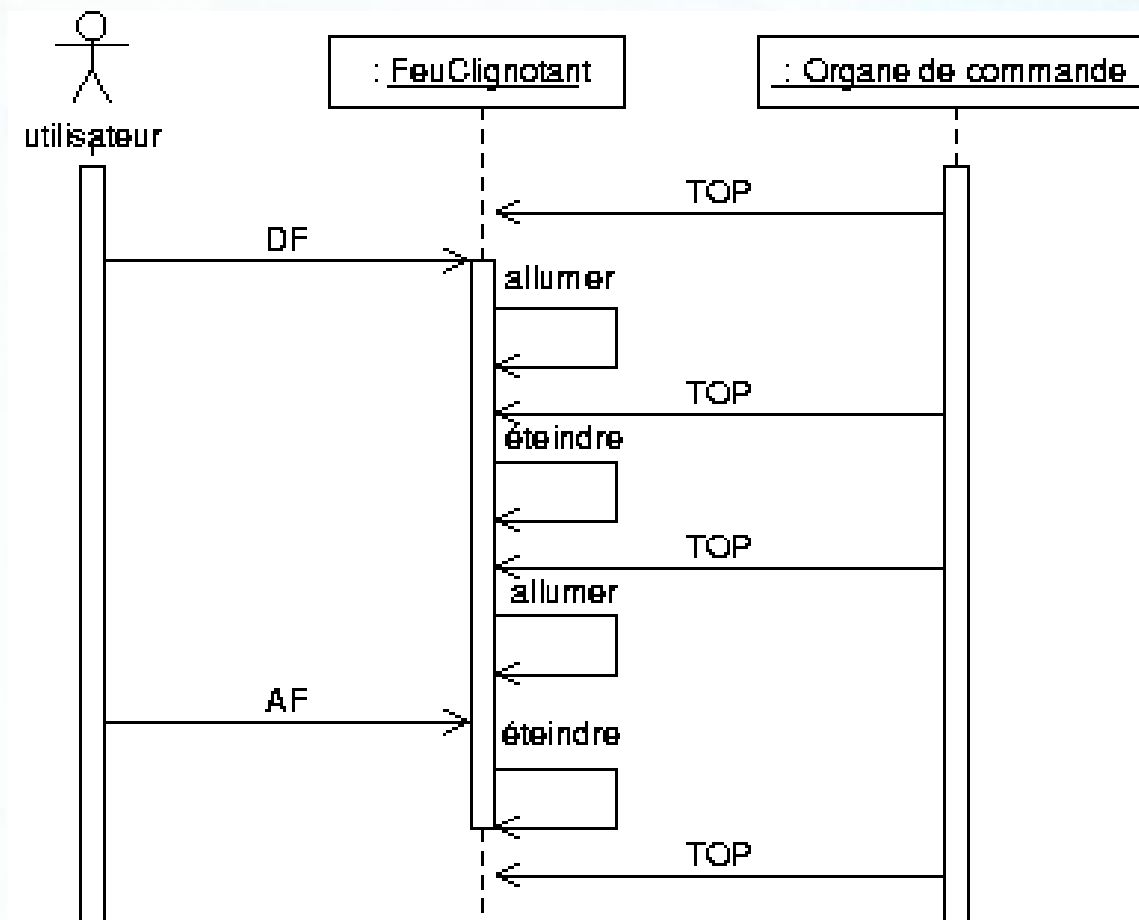 : FeuClignotant
: Organe de commande
utilisateur
TOP
DF
allumer
TOP
éteindre
TOP
allumer
AF
éteindre
TOP